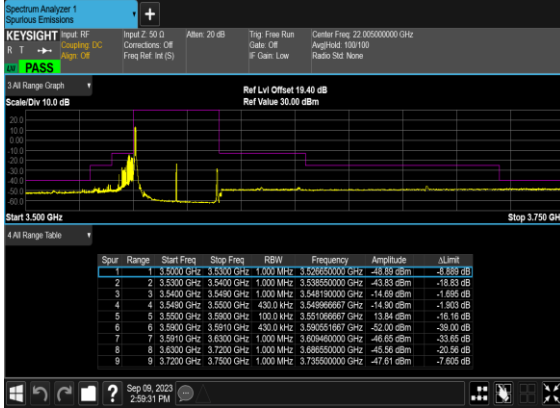 Spectrum Analyzer 1
Spurious Emissions
KEYSIGHT Input: RF Input Z: 50 Ω Atten: 20 dB Trig: Free Run Center Freq: 22.005000000 GHz
R T Coupling: DC Corrections: Off Gate: Off Avg|Hold: 100/100
Align: Off Freq Ref: Int (S) IF Gain: Low Radio Std: None
PASS
3 All Range Graph
Ref Lvl Offset 19.40 dB
Scale/Div 10.0 dB Ref Value 30.00 dBm
20.0
10.0
0.00
-10.0
-20.0
-30.0
-40.0
-50.0
-60.0
Start 3.500 GHz Stop 3.750 GHz
4 All Range Table
Spur Range Start Freq Stop Freq RBW Frequency Amplitude ΔLimit
1 1 3.5000 GHz 3.5300 GHz 1.000 MHz 3.526650000 GHz -48.89 dBm -8.889 dB
2 2 3.5300 GHz 3.5400 GHz 1.000 MHz 3.538550000 GHz -43.83 dBm -18.83 dB
3 3 3.5400 GHz 3.5490 GHz 1.000 MHz 3.548190000 GHz -14.69 dBm -1.695 dB
4 4 3.5490 GHz 3.5500 GHz 430.0 kHz 3.549966667 GHz -14.90 dBm -1.903 dB
5 5 3.5500 GHz 3.5900 GHz 100.0 kHz 3.551066667 GHz 13.84 dBm -16.16 dB
6 6 3.5900 GHz 3.5910 GHz 430.0 kHz 3.590551667 GHz -52.00 dBm -39.00 dB
7 7 3.5910 GHz 3.6300 GHz 1.000 MHz 3.609460000 GHz -46.65 dBm -33.65 dB
8 8 3.6300 GHz 3.7200 GHz 1.000 MHz 3.686550000 GHz -45.56 dBm -20.56 dB
9 9 3.7200 GHz 3.7500 GHz 1.000 MHz 3.735500000 GHz -47.61 dBm -7.605 dB
Sep 09, 2023
2:59:31 PM